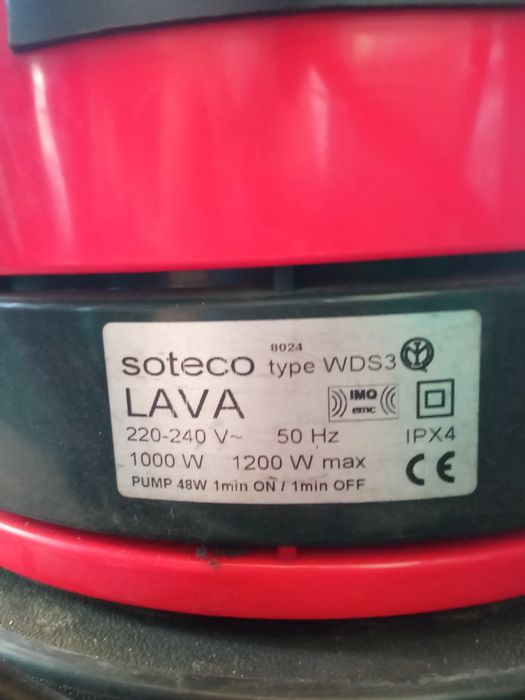 8024
soteco type WDS3
LAVA IMQ
emc
220-240 V~ 50 Hz IPX4
1000 W 1200 W max CE
PUMP 48W 1min ON / 1min OFF